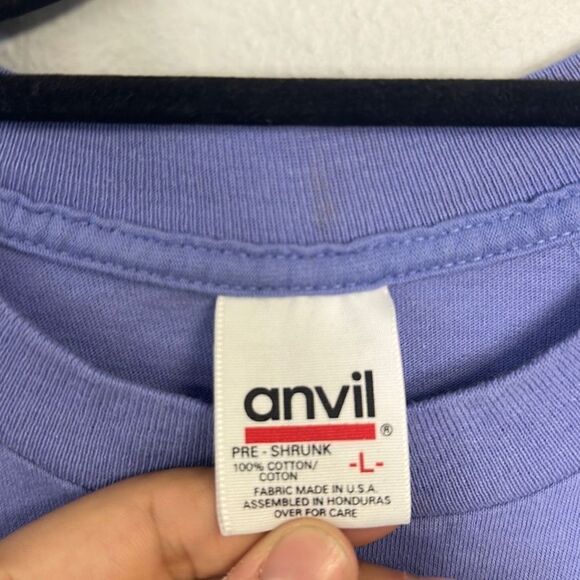 anvil®
PRE-SHRUNK
100% COTTON/
COTON
-L-
FABRIC MADE IN U.S.A.
ASSEMBLED IN HONDURAS
OVER FOR CARE